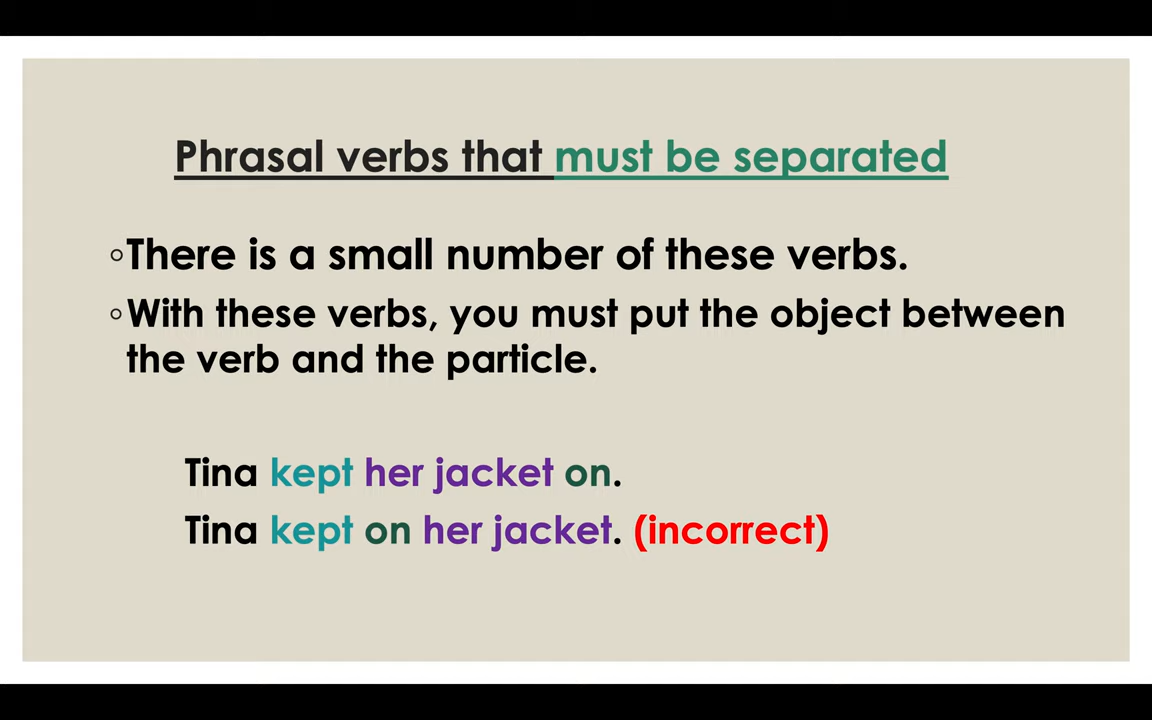 Phrasal verbs that must be separated
◦There is a small number of these verbs.
◦With these verbs, you must put the object between
the verb and the particle.
Tina kept her jacket on.
Tina kept on her jacket. (incorrect)